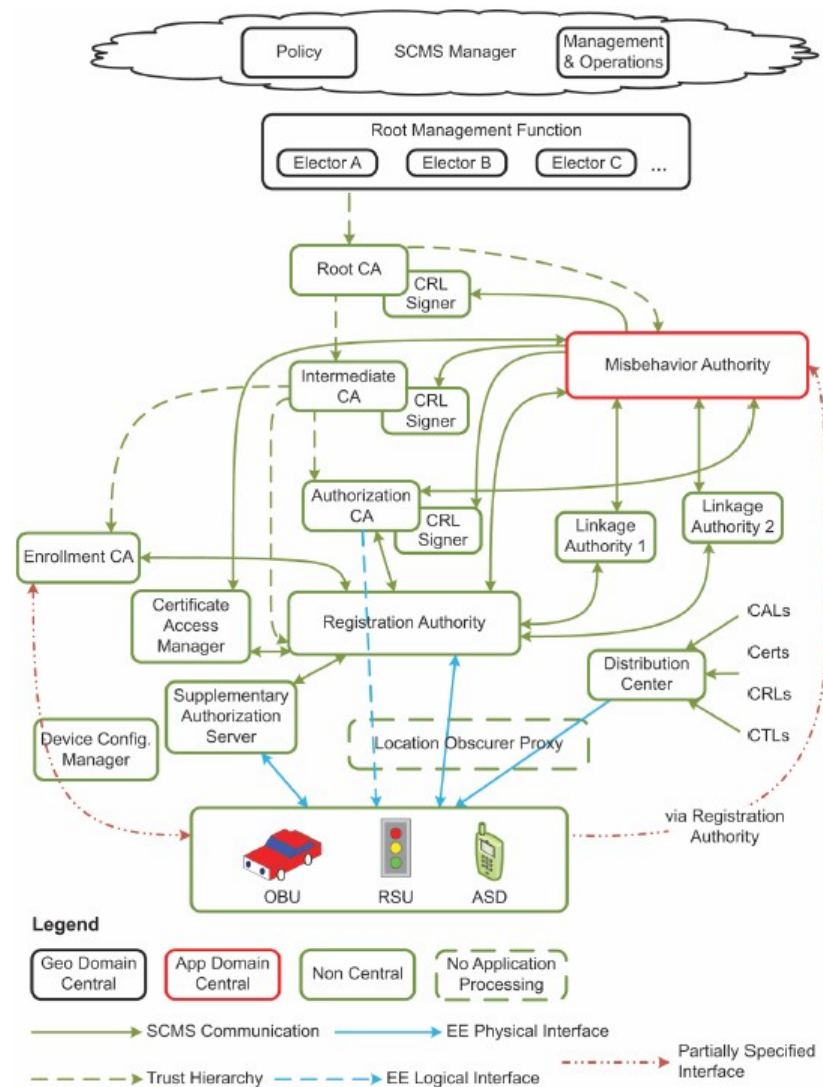 Policy
SCMS Manager
Management
& Operations
Root Management Function
Elector A
Elector B
Elector C
...
Root CA
CRL
Signer
Misbehavior Authority
Intermediate
CA
CRL
Signer
Authorization
CA
CRL
Signer
Linkage
Authority 1
Linkage
Authority 2
Enrollment CA
Certificate
Access
Manager
Registration Authority
CALs
Certs
CRLs
CTLs
Distribution
Center
Supplementary
Authorization
Server
Device Config.
Manager
Location Obscurer Proxy
via Registration
Authority
OBU
RSU
ASD
Legend
Geo Domain
Central
App Domain
Central
Non Central
No Application
Processing
SCMS Communication
EE Physical Interface
Partially Specified
Interface
Trust Hierarchy
EE Logical Interface